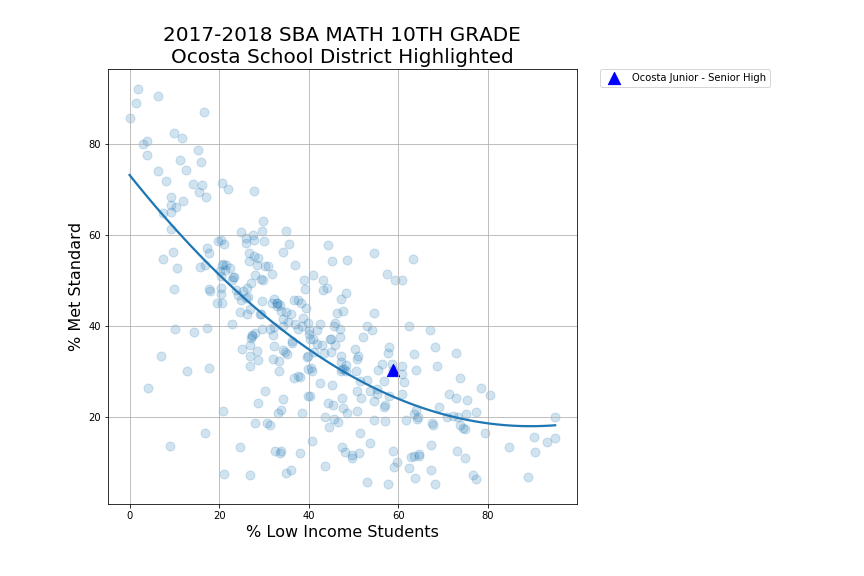 2017-2018 SBA MATH 10TH GRADE
Ocosta School District Highlighted
Ocosta Junior - Senior High
% Met Standard
80
60
40
20
0
20
40
60
80
% Low Income Students